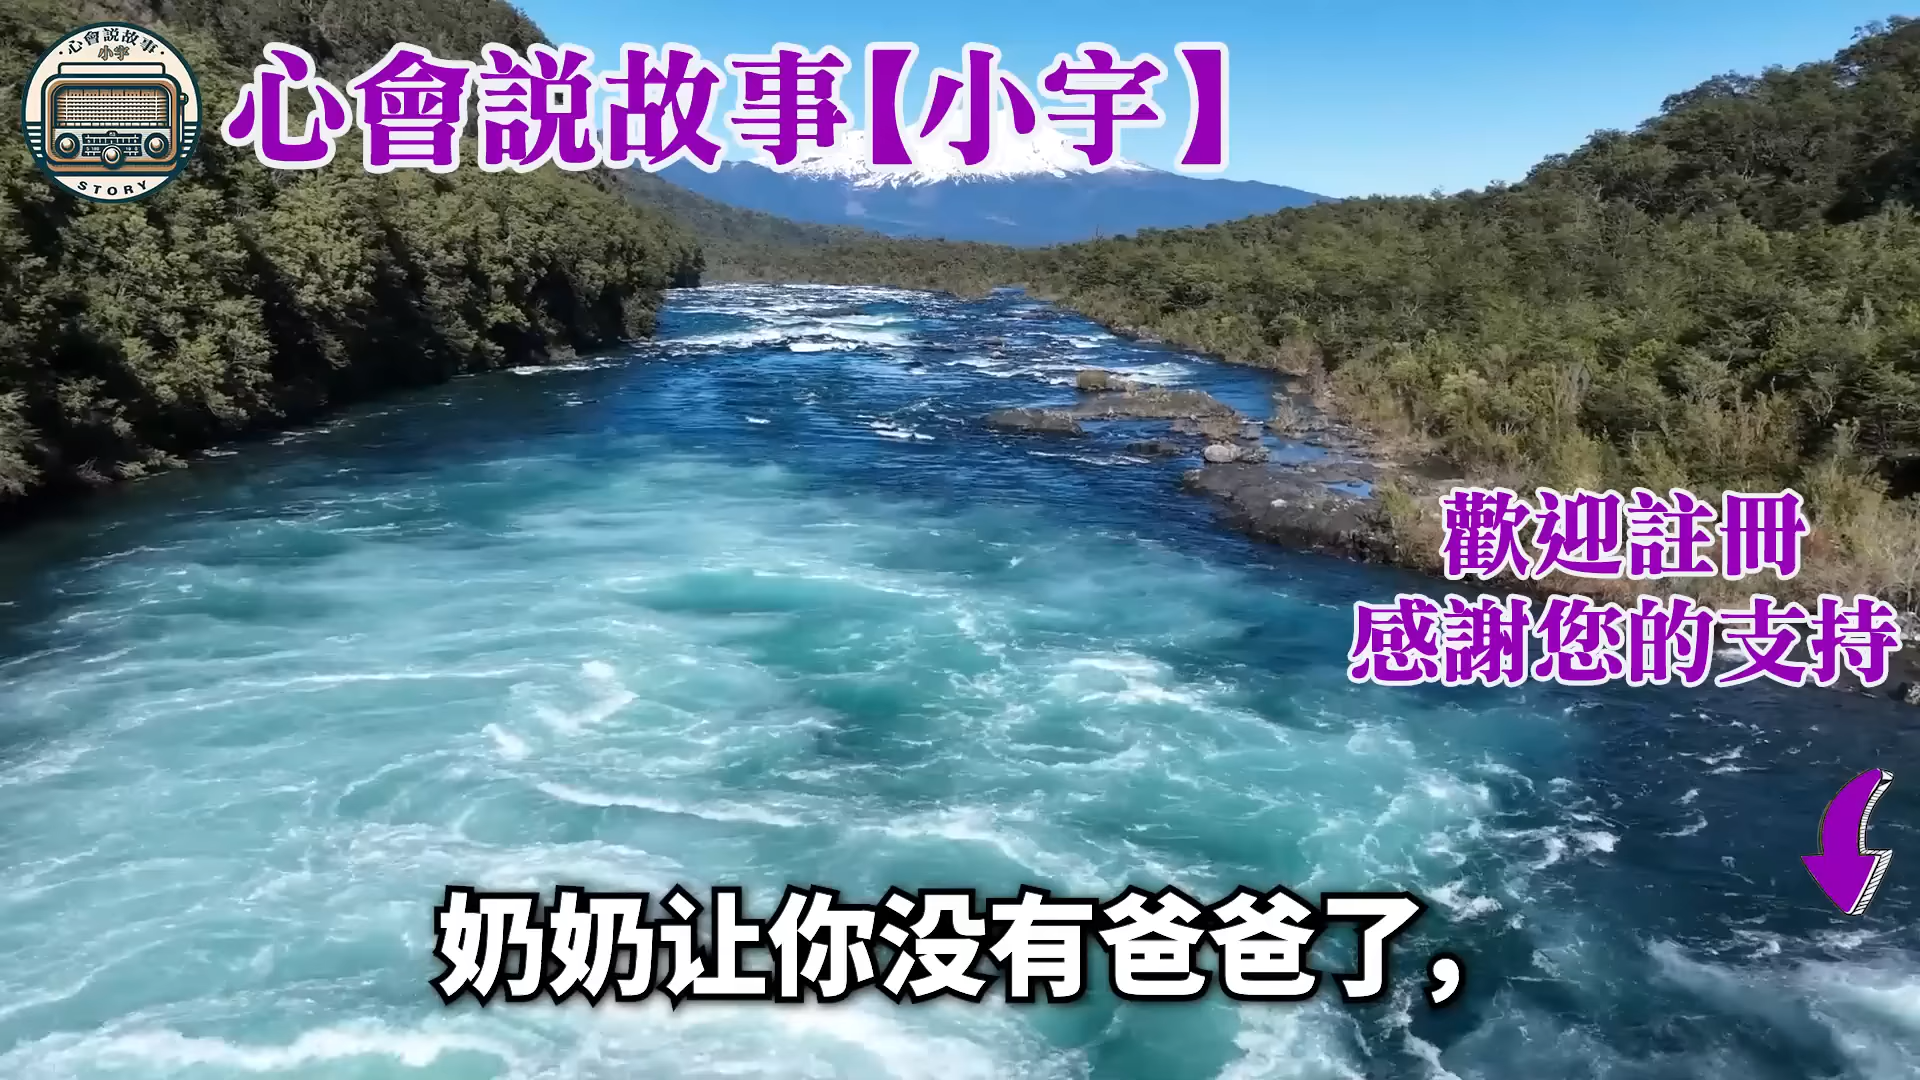 ·心會説故事·
小宇
STORY
心會説故事【小宇】
歡迎註冊
感謝您的支持
奶奶让你没有爸爸了，